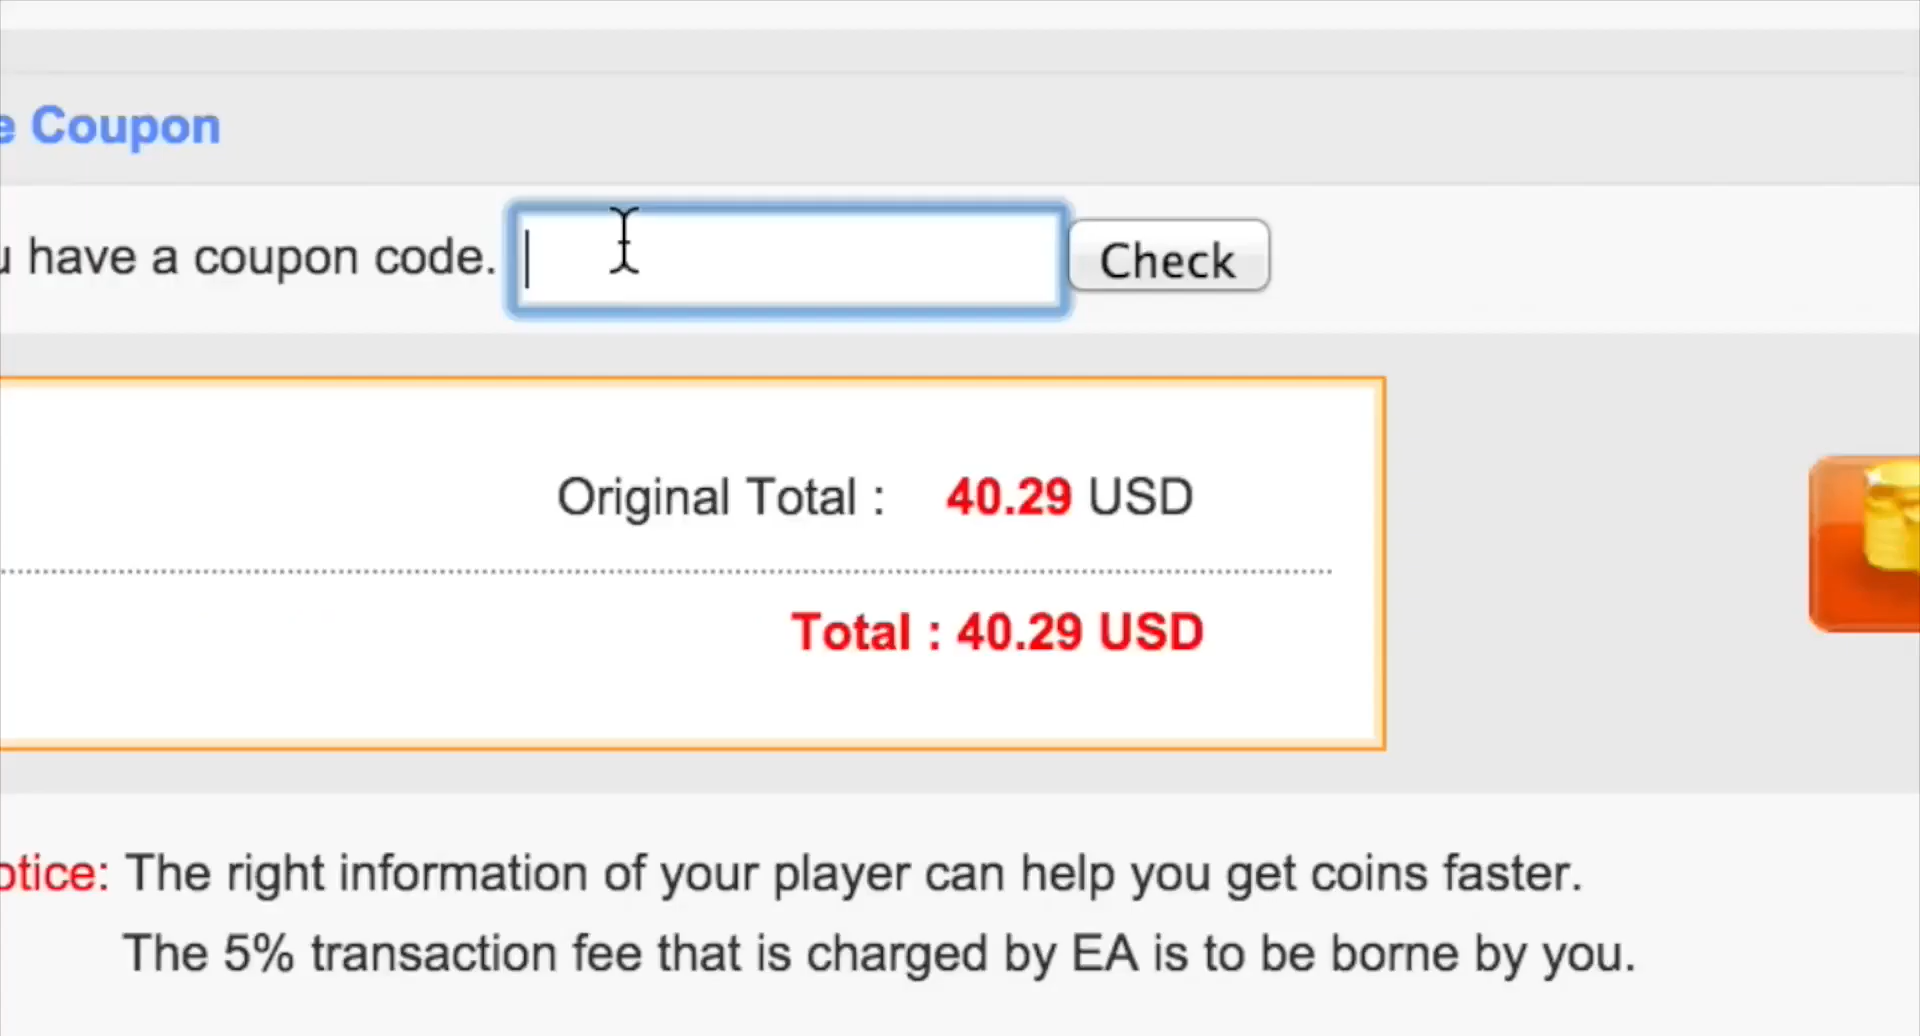 Coupon
have a coupon code.
Check
Original Total : 40.29 USD
Total : 40.29 USD
The right information of your player can help you get coins faster.
The 5% transaction fee that is charged by EA is to be borne by you.